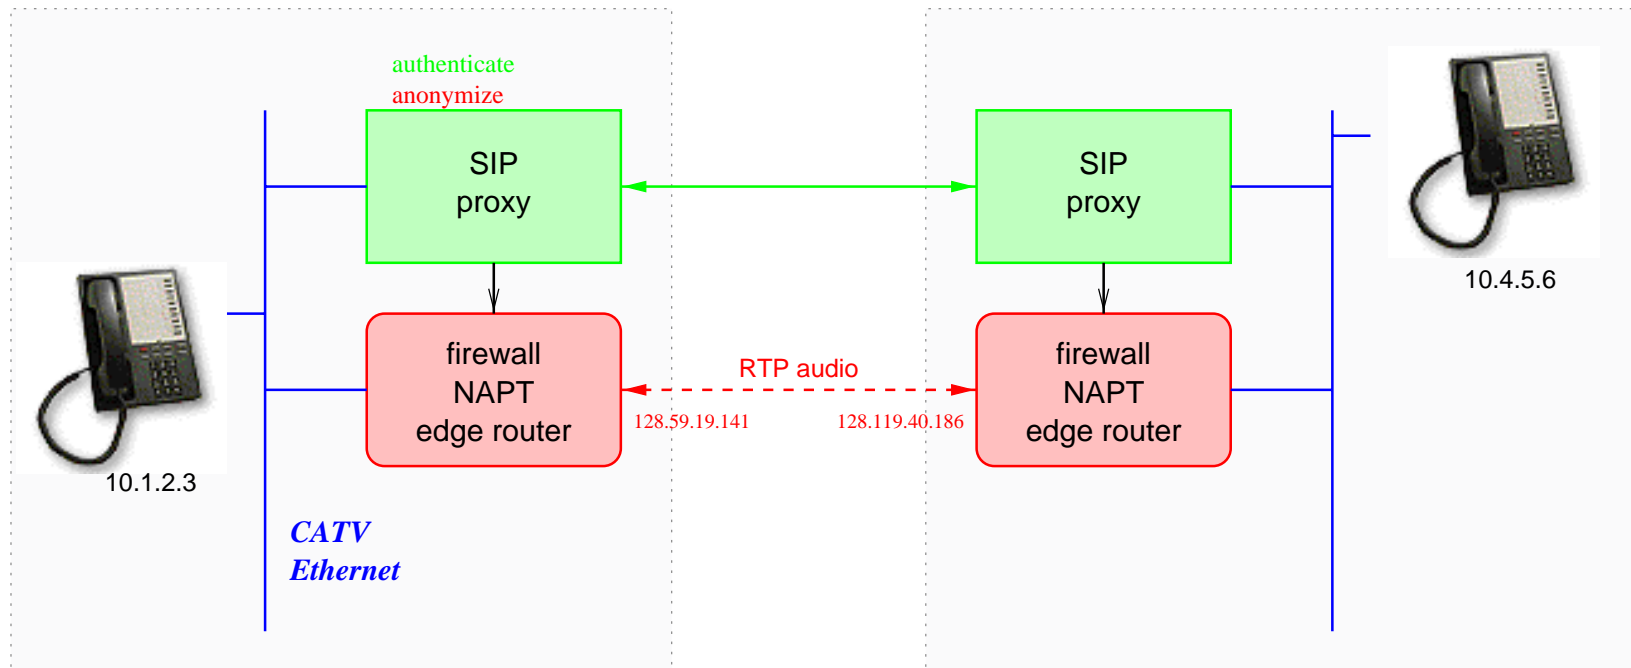 authenticate
anonymize
SIP
proxy
SIP
proxy
10.4.5.6
firewall
NAPT
edge router
RTP audio
128.59.19.141
128.119.40.186
firewall
NAPT
edge router
10.1.2.3
CATV
Ethernet